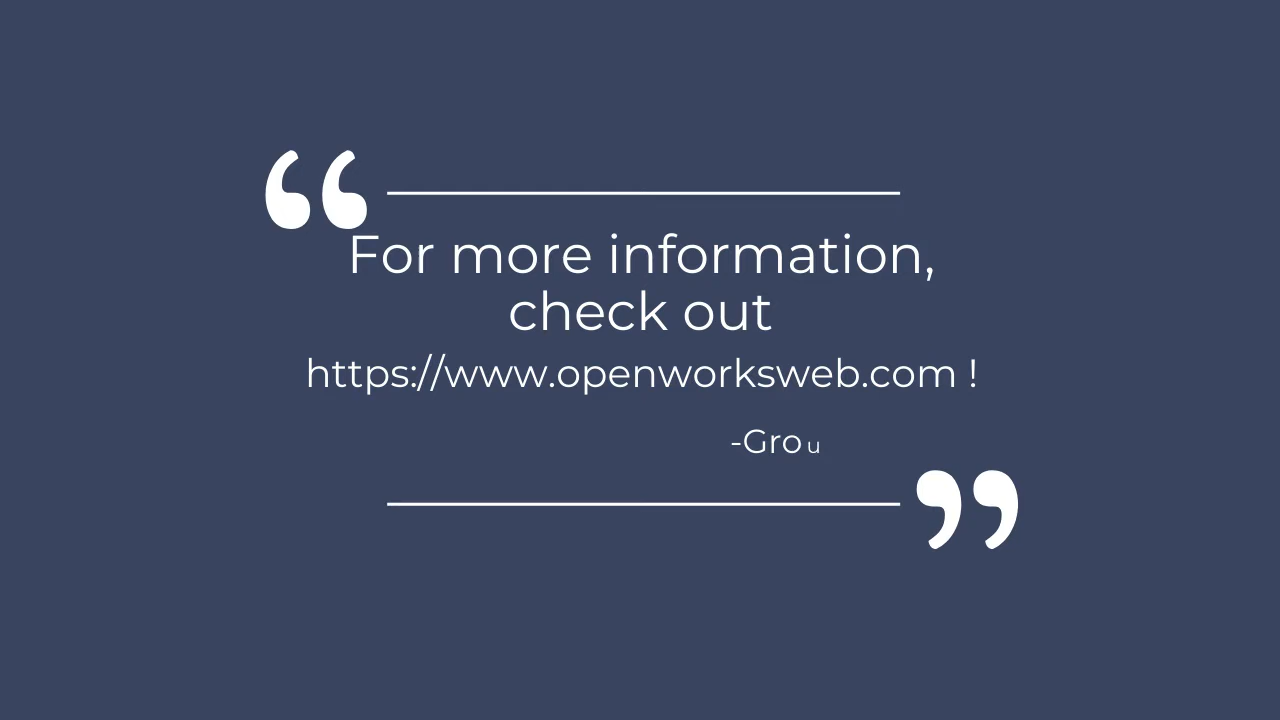 “
For more information,
check out
https://www.openworksweb.com !
-Grou
”